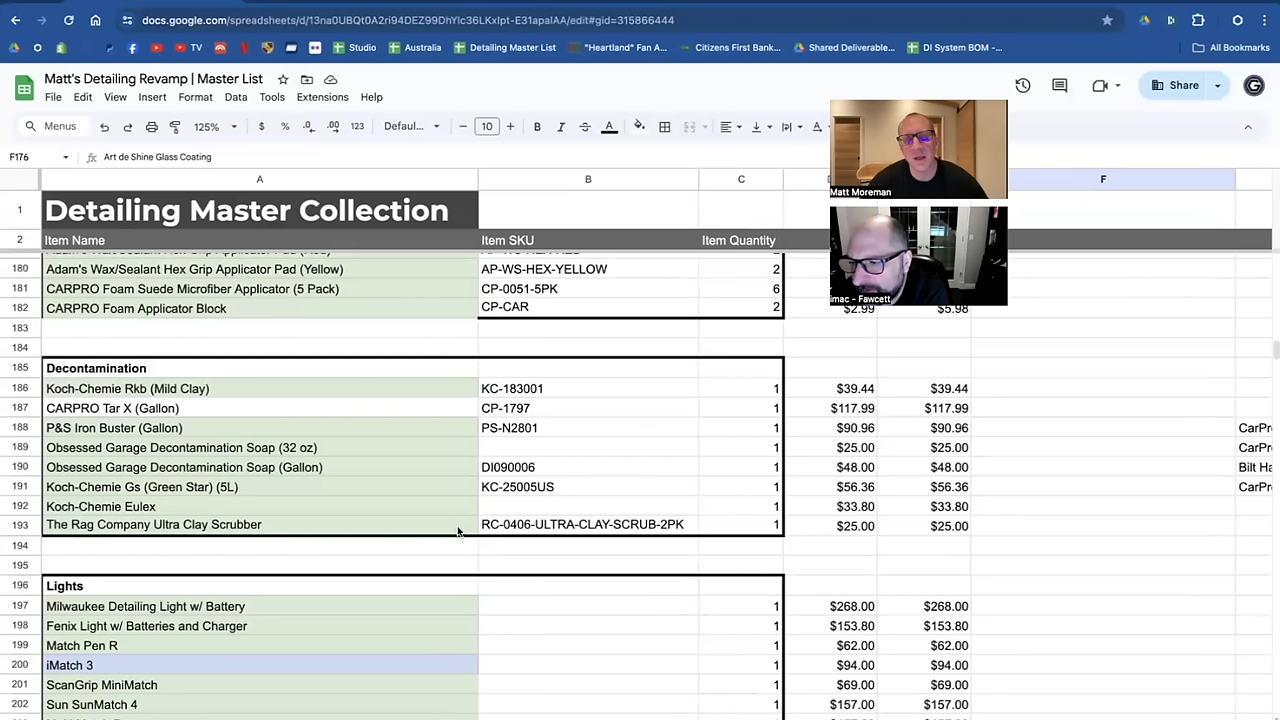 docs.google.com/spreadsheets/d/13na0UBQt0A2ri94DEZ99DhYlc36LKxlpt-E31apalAA/edit#gid=315866444
TV Studio Australia Detailing Master List "Heartland" Fan A... Citizens First Bank... Shared Deliverable... DI System BOM –... All Bookmarks
Matt's Detailing Revamp | Master List
File Edit View Insert Format Data Tools Extensions Help
Share
Menus 125% $ % .0 .00 123 Defaul... 10 B I A
F176 fx Art de Shine Glass Coating
A B C F
1 Detailing Master Collection
2 Item Name Item SKU Item Quantity
180 Adam's Wax/Sealant Hex Grip Applicator Pad (Yellow) AP-WS-HEX-YELLOW 2
181 CARPRO Foam Suede Microfiber Applicator (5 Pack) CP-0051-5PK 6
182 CARPRO Foam Applicator Block CP-CAR 2 $2.99 $5.98
183
184
185 Decontamination
186 Koch-Chemie Rkb (Mild Clay) KC-183001 1 $39.44 $39.44
187 CARPRO Tar X (Gallon) CP-1797 1 $117.99 $117.99
188 P&S Iron Buster (Gallon) PS-N2801 1 $90.96 $90.96 CarPr
189 Obsessed Garage Decontamination Soap (32 oz) 1 $25.00 $25.00 CarPr
190 Obsessed Garage Decontamination Soap (Gallon) DI090006 1 $48.00 $48.00 Bilt Ha
191 Koch-Chemie Gs (Green Star) (5L) KC-25005US 1 $56.36 $56.36 CarPr
192 Koch-Chemie Eulex 1 $33.80 $33.80
193 The Rag Company Ultra Clay Scrubber RC-0406-ULTRA-CLAY-SCRUB-2PK 1 $25.00 $25.00
194
195
196 Lights
197 Milwaukee Detailing Light w/ Battery 1 $268.00 $268.00
198 Fenix Light w/ Batteries and Charger 1 $153.80 $153.80
199 Match Pen R 1 $62.00 $62.00
200 iMatch 3 1 $94.00 $94.00
201 ScanGrip MiniMatch 1 $69.00 $69.00
202 Sun SunMatch 4 1 $157.00 $157.00
Matt Moreman
imac - Fawcett